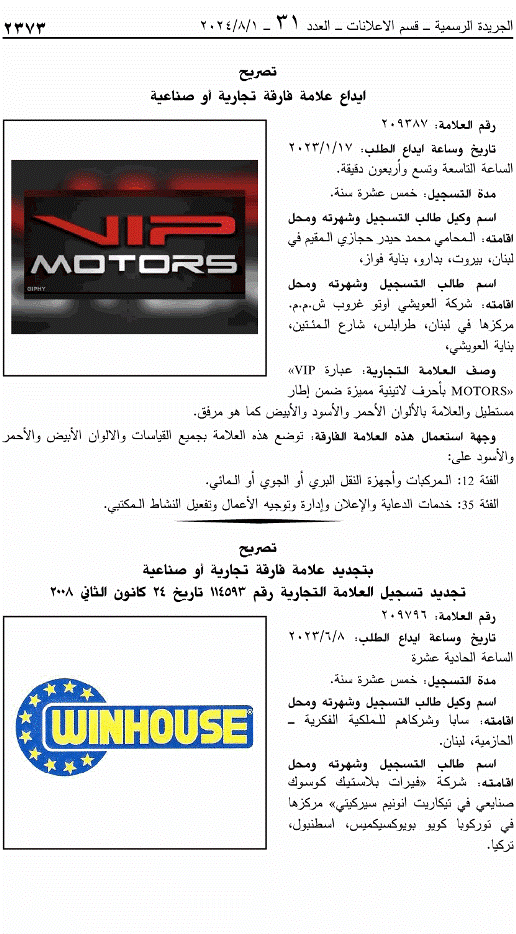 الجريدة الرسمية ــ قسم الاعلانات ــ العدد ٣١ ــ ٢٠٢٤/٨/١
٢٣٧٣
تصريح
ايداع علامة فارقة تجارية أو صناعية
رقم العلامة: ٢٠٩٣٨٧
تاريخ وساعة ايداع الطلب: ٢٠٢٣/١/١٧
الساعة التاسعة وتسع وأربعون دقيقة.
مدة التسجيل: خمس عشرة سنة.
اسم وكيل طالب التسجيل وشهرته ومحل
اقامته: المحامي محمد حيدر حجازي المقيم في
لبنان، بيروت، بدارو، بناية فواز،
اسم طالب التسجيل وشهرته ومحل
اقامته: شركة العويشي أوتو غروب ش.م.م.
مركزها في لبنان، طرابلس، شارع المئتين،
بناية العويشي،
وصف العلامة التجارية: عبارة «VIP
MOTORS» بأحرف لاتينية مميزة ضمن إطار
مستطيل والعلامة بالألوان الأحمر والأسود والأبيض كما هو مرفق.
وجهة استعمال هذه العلامة الفارقة: توضع هذه العلامة بجميع القياسات والالوان الأبيض والأحمر
والأسود على:
الفئة 12: المركبات وأجهزة النقل البري أو الجوي أو المائي.
الفئة 35: خدمات الدعاية والإعلان وإدارة وتوجيه الأعمال وتفعيل النشاط المكتبي.
VIP
MOTORS
GIPHY
تصريح
بتجديد علامة فارقة تجارية أو صناعية
تجديد تسجيل العلامة التجارية رقم ١١٤٥٩٣ تاريخ ٢٤ كانون الثاني ٢٠٠٨
رقم العلامة: ٢٠٩٧٩٦
تاريخ وساعة ايداع الطلب: ٢٠٢٣/٦/٨
الساعة الحادية عشرة
مدة التسجيل: خمس عشرة سنة.
اسم وكيل طالب التسجيل وشهرته ومحل
اقامته: سابا وشركاهم للملكية الفكرية ــ
الحازمية، لبنان.
اسم طالب التسجيل وشهرته ومحل
اقامته: شركة «فيرات بلاستيك كوسوك
صنايعي في تيكاريت انونيم سيركيتي» مركزها
في توركوبا كويو بويوكسيكميس، اسطنبول،
تركيا.
WINHOUSE